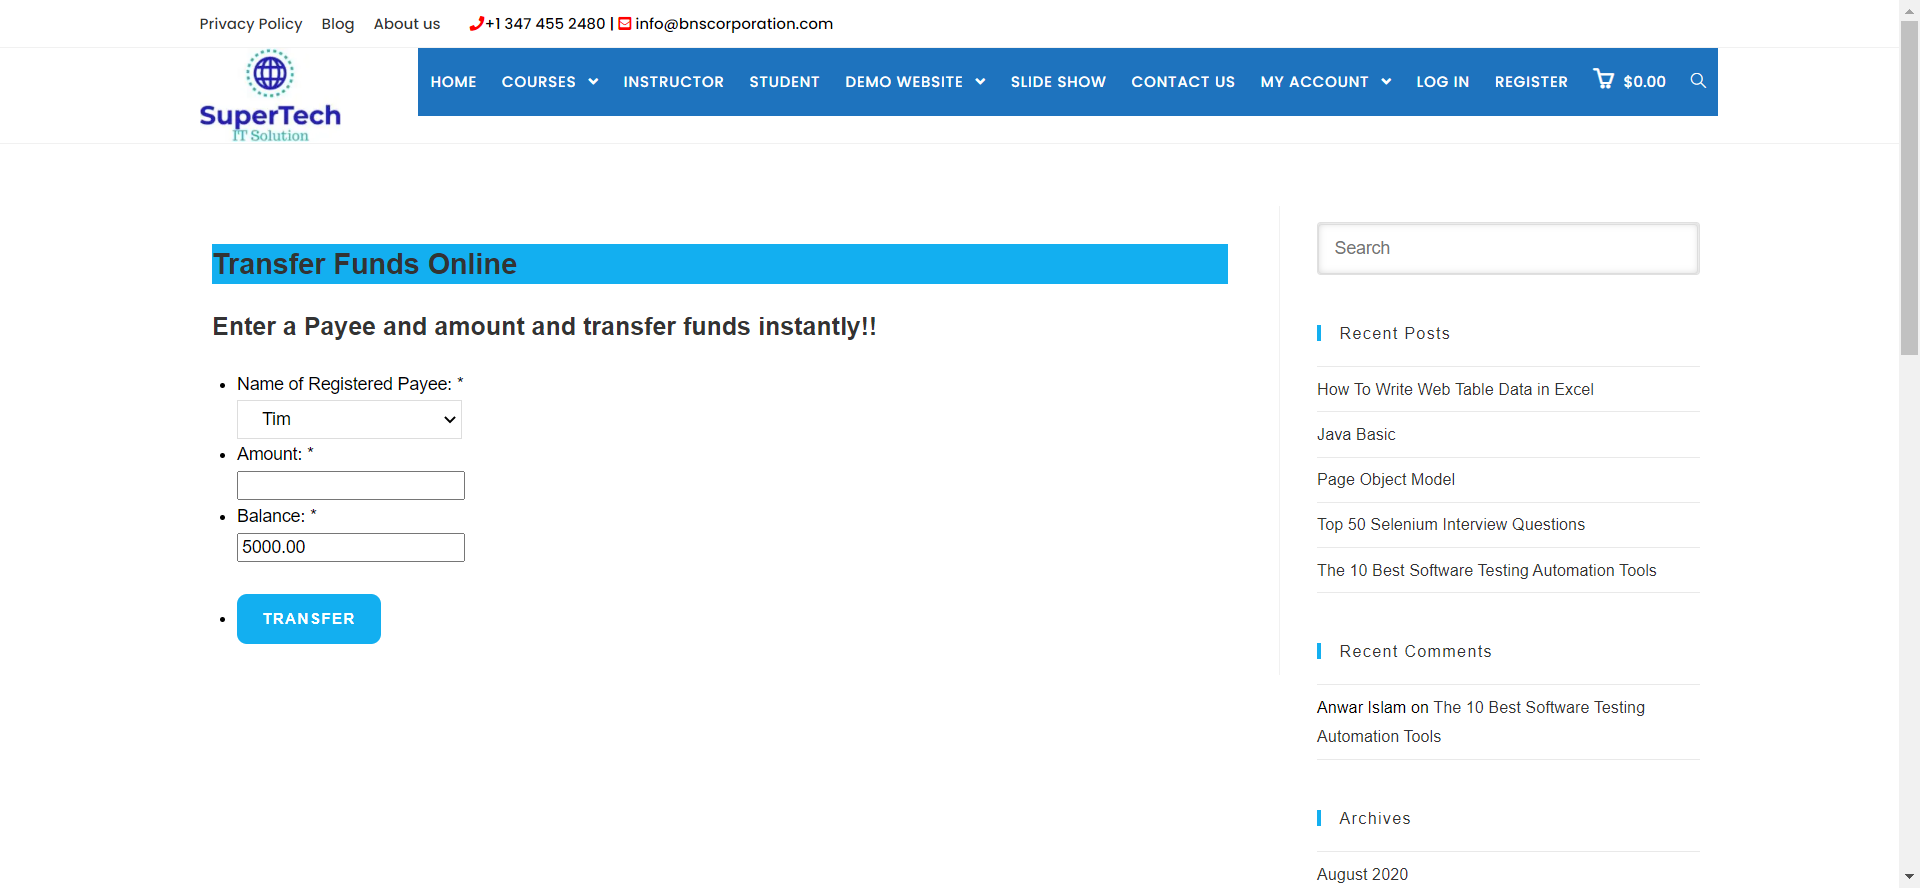 Privacy Policy Blog About us +1 347 455 2480 | info@bnscorporation.com
SuperTech
IT Solution
HOME COURSES INSTRUCTOR STUDENT DEMO WEBSITE SLIDE SHOW CONTACT US MY ACCOUNT LOG IN REGISTER $0.00
Transfer Funds Online
Enter a Payee and amount and transfer funds instantly!!
Name of Registered Payee: *
Tim
Amount: *
Balance: *
5000.00
TRANSFER
Search
Recent Posts
How To Write Web Table Data in Excel
Java Basic
Page Object Model
Top 50 Selenium Interview Questions
The 10 Best Software Testing Automation Tools
Recent Comments
Anwar Islam on The 10 Best Software Testing
Automation Tools
Archives
August 2020